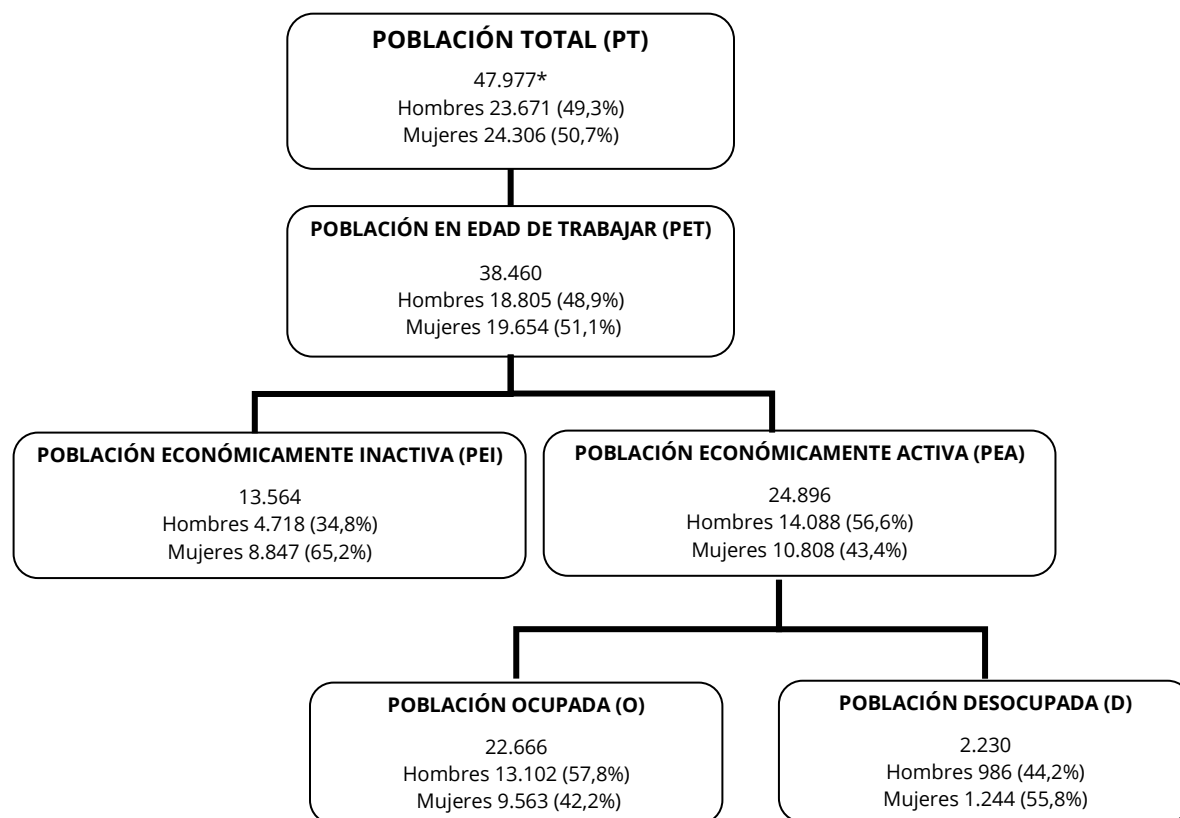 POBLACIÓN TOTAL (PT)
47.977*
Hombres 23.671 (49,3%)
Mujeres 24.306 (50,7%)
POBLACIÓN EN EDAD DE TRABAJAR (PET)
38.460
Hombres 18.805 (48,9%)
Mujeres 19.654 (51,1%)
POBLACIÓN ECONÓMICAMENTE INACTIVA (PEI)
13.564
Hombres 4.718 (34,8%)
Mujeres 8.847 (65,2%)
POBLACIÓN ECONÓMICAMENTE ACTIVA (PEA)
24.896
Hombres 14.088 (56,6%)
Mujeres 10.808 (43,4%)
POBLACIÓN OCUPADA (O)
22.666
Hombres 13.102 (57,8%)
Mujeres 9.563 (42,2%)
POBLACIÓN DESOCUPADA (D)
2.230
Hombres 986 (44,2%)
Mujeres 1.244 (55,8%)